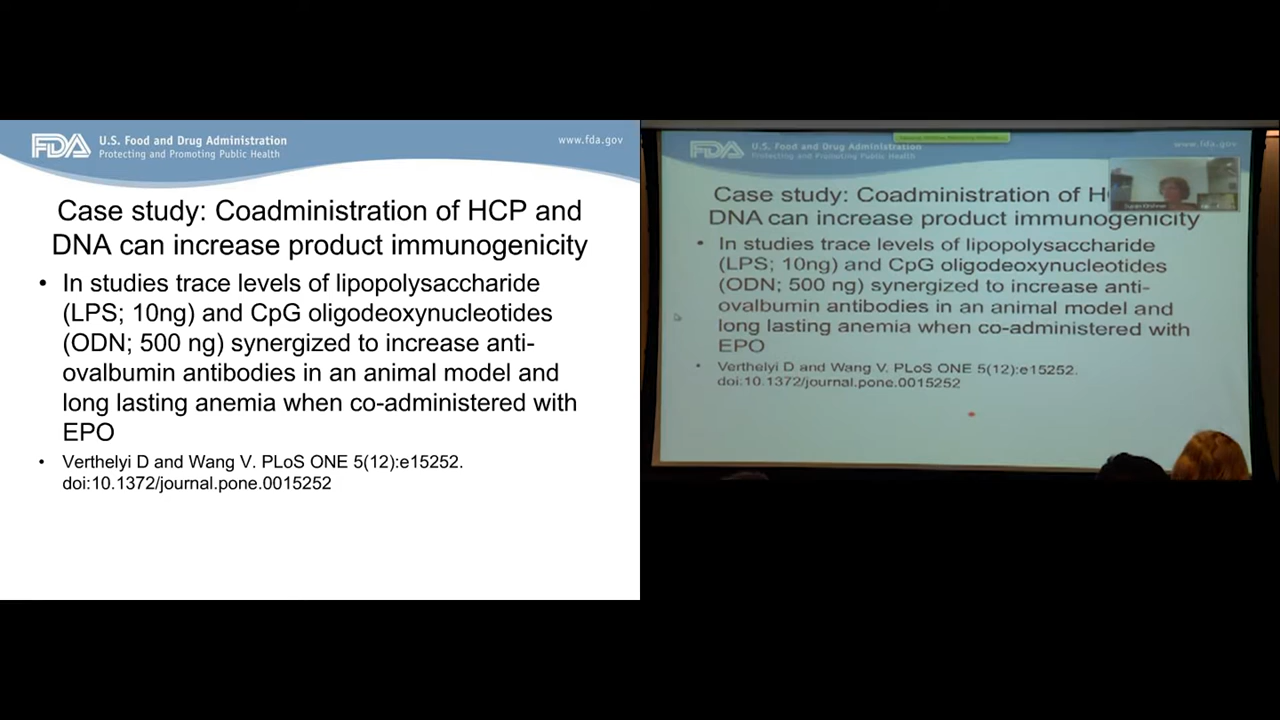 FDA U.S. Food and Drug Administration
Protecting and Promoting Public Health
www.fda.gov
Case study: Coadministration of HCP and
DNA can increase product immunogenicity
• In studies trace levels of lipopolysaccharide
(LPS; 10ng) and CpG oligodeoxynucleotides
(ODN; 500 ng) synergized to increase anti-
ovalbumin antibodies in an animal model and
long lasting anemia when co-administered with
EPO
• Verthelyi D and Wang V. PLoS ONE 5(12):e15252.
doi:10.1372/journal.pone.0015252
FDA U.S. Food and Drug Administration
Protecting and Promoting Public Health
www.fda.gov
Case study: Coadministration of H
DNA can increase product immunogenicity
• In studies trace levels of lipopolysaccharide
(LPS; 10ng) and CpG oligodeoxynucleotides
(ODN; 500 ng) synergized to increase anti-
ovalbumin antibodies in an animal model and
long lasting anemia when co-administered with
EPO
• Verthelyi D and Wang V. PLoS ONE 5(12):e15252.
doi:10.1372/journal.pone.0015252